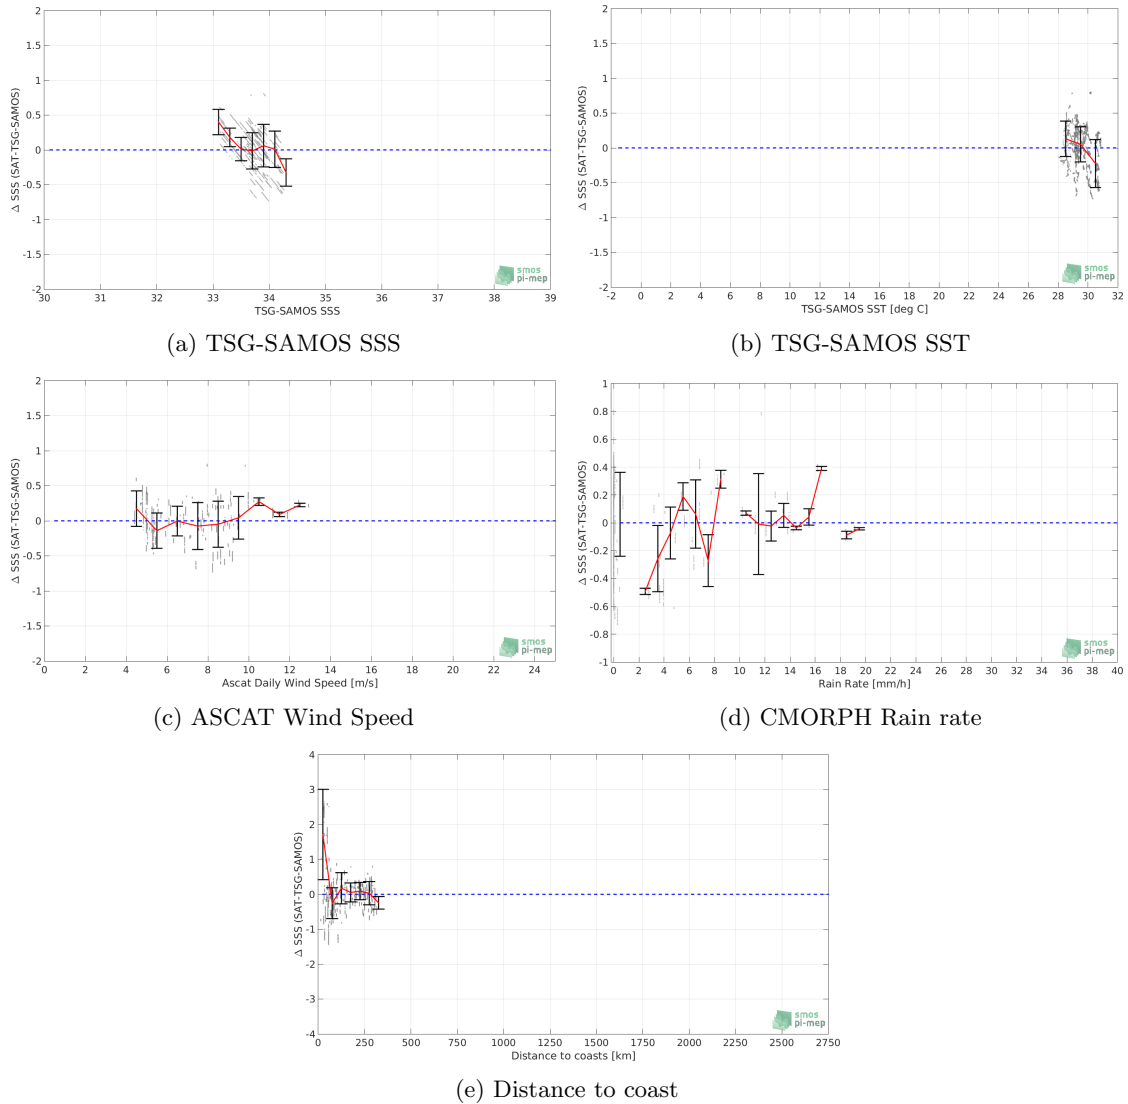 2
1.5
1
0.5
0
-0.5
-1
-1.5
-2
Δ SSS (SAT-TSG-SAMOS)
30 31 32 33 34 35 36 37 38 39
TSG-SAMOS SSS
smos
pi-mep
(a) TSG-SAMOS SSS
2
1.5
1
0.5
0
-0.5
-1
-1.5
-2
Δ SSS (SAT-TSG-SAMOS)
-2 0 2 4 6 8 10 12 14 16 18 20 22 24 26 28 30 32
TSG-SAMOS SST [deg C]
smos
pi-mep
(b) TSG-SAMOS SST
2
1.5
1
0.5
0
-0.5
-1
-1.5
-2
Δ SSS (SAT-TSG-SAMOS)
0 2 4 6 8 10 12 14 16 18 20 22 24
Ascat Daily Wind Speed [m/s]
smos
pi-mep
(c) ASCAT Wind Speed
1
0.8
0.6
0.4
0.2
0
-0.2
-0.4
-0.6
-0.8
-1
Δ SSS (SAT-TSG-SAMOS)
0 2 4 6 8 10 12 14 16 18 20 22 24 26 28 30 32 34 36 38 40
Rain Rate [mm/h]
smos
pi-mep
(d) CMORPH Rain rate
4
3
2
1
0
-1
-2
-3
-4
Δ SSS (SAT-TSG-SAMOS)
0 250 500 750 1000 1250 1500 1750 2000 2250 2500 2750
Distance to coasts [km]
smos
pi-mep
(e) Distance to coast